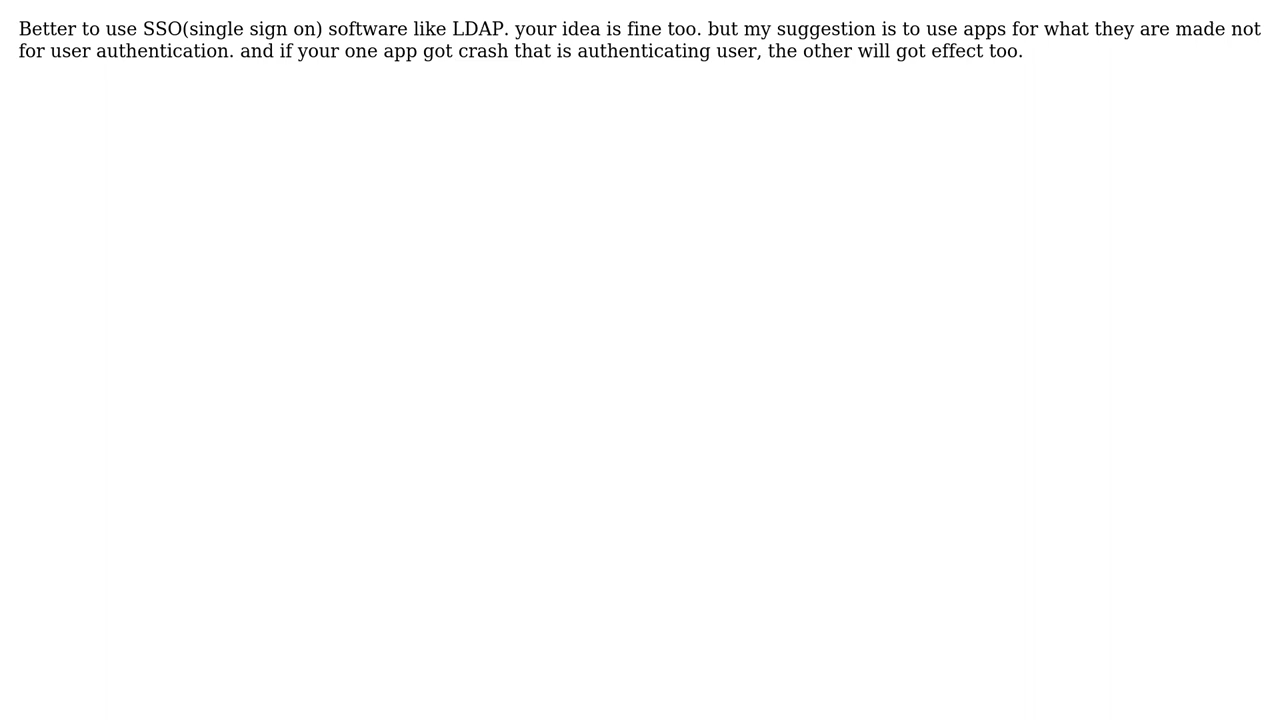 Better to use SSO(single sign on) software like LDAP. your idea is fine too. but my suggestion is to use apps for what they are made not
for user authentication. and if your one app got crash that is authenticating user, the other will got effect too.